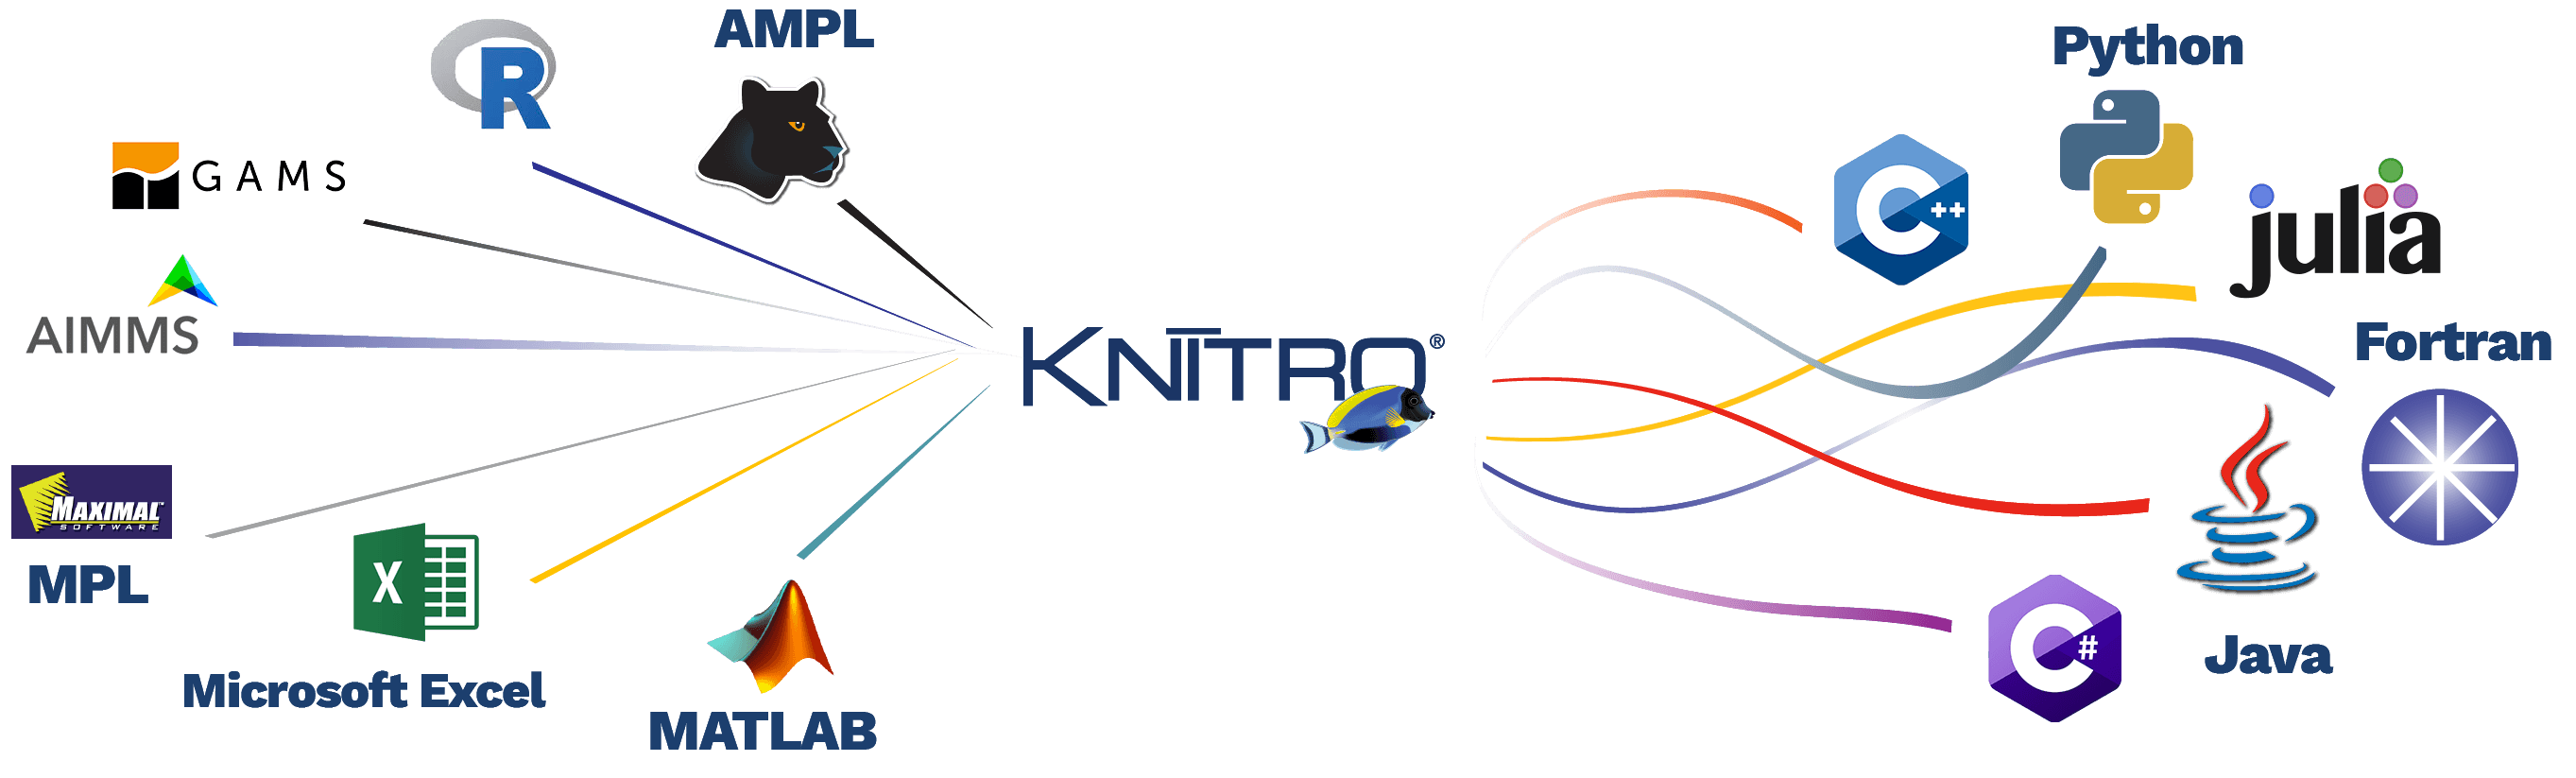 AMPL
R
GAMS
AIMMS
MAXIMAL
SOFTWARE
MPL
X
Microsoft Excel
MATLAB
KNITRO®
Python
C++
julia
Fortran
Java
C#